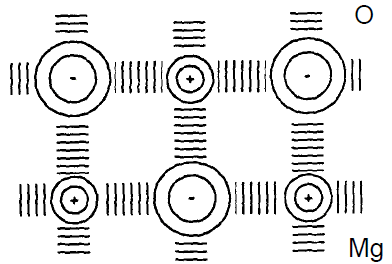 O
- + -
+ - +
Mg